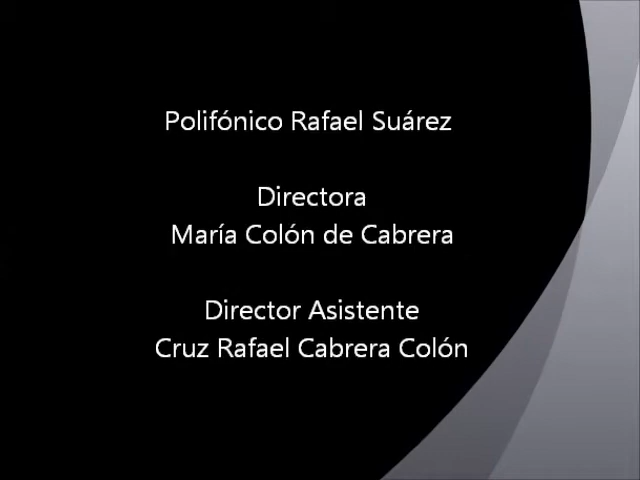 Polifónico Rafael Suárez
Directora
María Colón de Cabrera
Director Asistente
Cruz Rafael Cabrera Colón